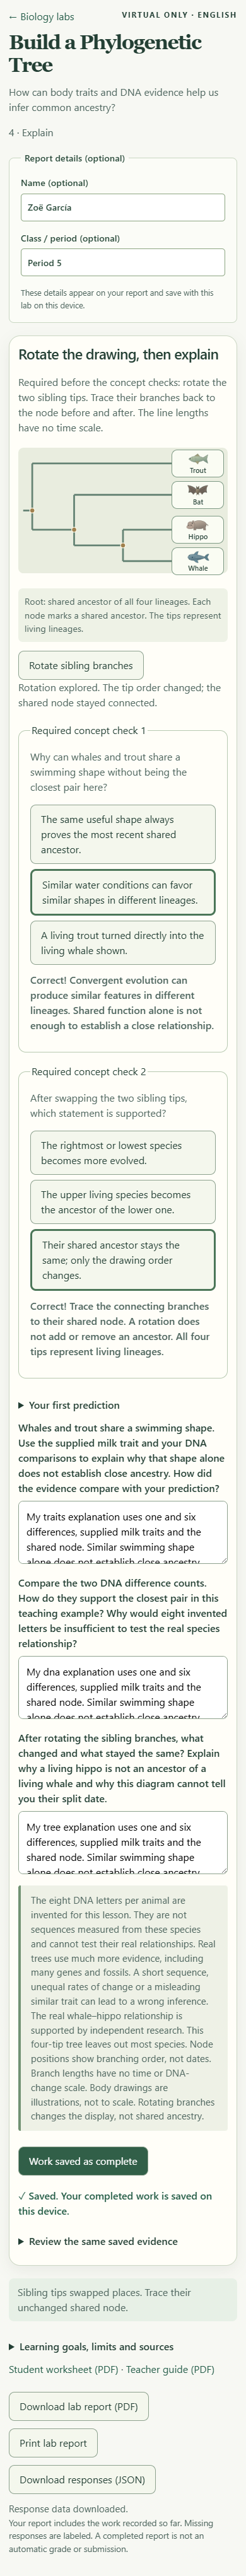 ← Biology labs
VIRTUAL ONLY · ENGLISH
Build a Phylogenetic
Tree
How can body traits and DNA evidence help us
infer common ancestry?
4 · Explain
Report details (optional)
Name (optional)
Zoë García
Class / period (optional)
Period 5
These details appear on your report and save with this
lab on this device.
Rotate the drawing, then explain
Required before the concept checks: rotate the
two sibling tips. Trace their branches back to
the node before and after. The line lengths
have no time scale.
Trout
Bat
Hippo
Whale
Root: shared ancestor of all four lineages. Each
node marks a shared ancestor. The tips represent
living lineages.
Rotate sibling branches
Rotation explored. The tip order changed; the
shared node stayed connected.
Required concept check 1
Why can whales and trout share a
swimming shape without being the
closest pair here?
The same useful shape always
proves the most recent shared
ancestor.
Similar water conditions can favor
similar shapes in different lineages.
A living trout turned directly into the
living whale shown.
Correct! Convergent evolution can
produce similar features in different
lineages. Shared function alone is not
enough to establish a close relationship.
Required concept check 2
After swapping the two sibling tips,
which statement is supported?
The rightmost or lowest species
becomes more evolved.
The upper living species becomes
the ancestor of the lower one.
Their shared ancestor stays the
same; only the drawing order
changes.
Correct! Trace the connecting branches
to their shared node. A rotation does
not add or remove an ancestor. All four
tips represent living lineages.
▶ Your first prediction
Whales and trout share a swimming shape.
Use the supplied milk trait and your DNA
comparisons to explain why that shape alone
does not establish close ancestry. How did
the evidence compare with your prediction?
My traits explanation uses one and six
differences, supplied milk traits and the
shared node. Similar swimming shape
alone does not establish close ancestry
Compare the two DNA difference counts.
How do they support the closest pair in this
teaching example? Why would eight invented
letters be insufficient to test the real species
relationship?
My dna explanation uses one and six
differences, supplied milk traits and the
shared node. Similar swimming shape
alone does not establish close ancestry
After rotating the sibling branches, what
changed and what stayed the same? Explain
why a living hippo is not an ancestor of a
living whale and why this diagram cannot tell
you their split date.
My tree explanation uses one and six
differences, supplied milk traits and the
shared node. Similar swimming shape
alone does not establish close ancestry
The eight DNA letters per animal are
invented for this lesson. They are not
sequences measured from these species
and cannot test their real relationships. Real
trees use much more evidence, including
many genes and fossils. A short sequence,
unequal rates of change or a misleading
similar trait can lead to a wrong inference.
The real whale–hippo relationship is
supported by independent research. This
four-tip tree leaves out most species. Node
positions show branching order, not dates.
Branch lengths have no time or DNA-
change scale. Body drawings are
illustrations, not to scale. Rotating branches
changes the display, not shared ancestry.
Work saved as complete
✓ Saved. Your completed work is saved on
this device.
▶ Review the same saved evidence
Sibling tips swapped places. Trace their
unchanged shared node.
▶ Learning goals, limits and sources
Student worksheet (PDF) · Teacher guide (PDF)
Download lab report (PDF)
Print lab report
Download responses (JSON)
Response data downloaded.
Your report includes the work recorded so far. Missing
responses are labeled. A completed report is not an
automatic grade or submission.